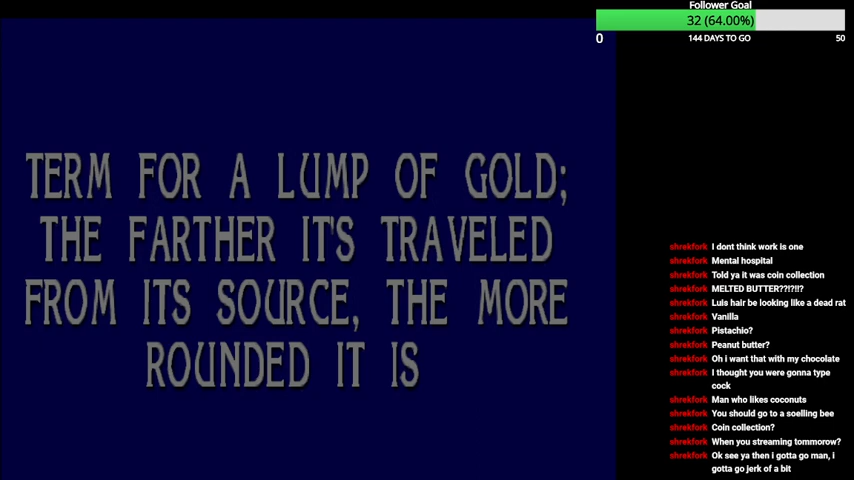 Follower Goal
32 (64.00%)
0
144 DAYS TO GO
50
TERM FOR A LUMP OF GOLD;
THE FARTHER IT'S TRAVELED
FROM ITS SOURCE, THE MORE
ROUNDED IT IS
shrekfork I dont think work is one
shrekfork Mental hospital
shrekfork Told ya it was coin collection
shrekfork MELTED BUTTER??!?!!?
shrekfork Luis hair be looking like a dead rat
shrekfork Vanilla
shrekfork Pistachio?
shrekfork Peanut butter?
shrekfork Oh i want that with my chocolate
shrekfork I thought you were gonna type
cock
shrekfork Man who likes coconuts
shrekfork You should go to a soelling bee
shrekfork Coin collection?
shrekfork When you streaming tommorow?
shrekfork Ok see ya then i gotta go man, i
gotta go jerk of a bit